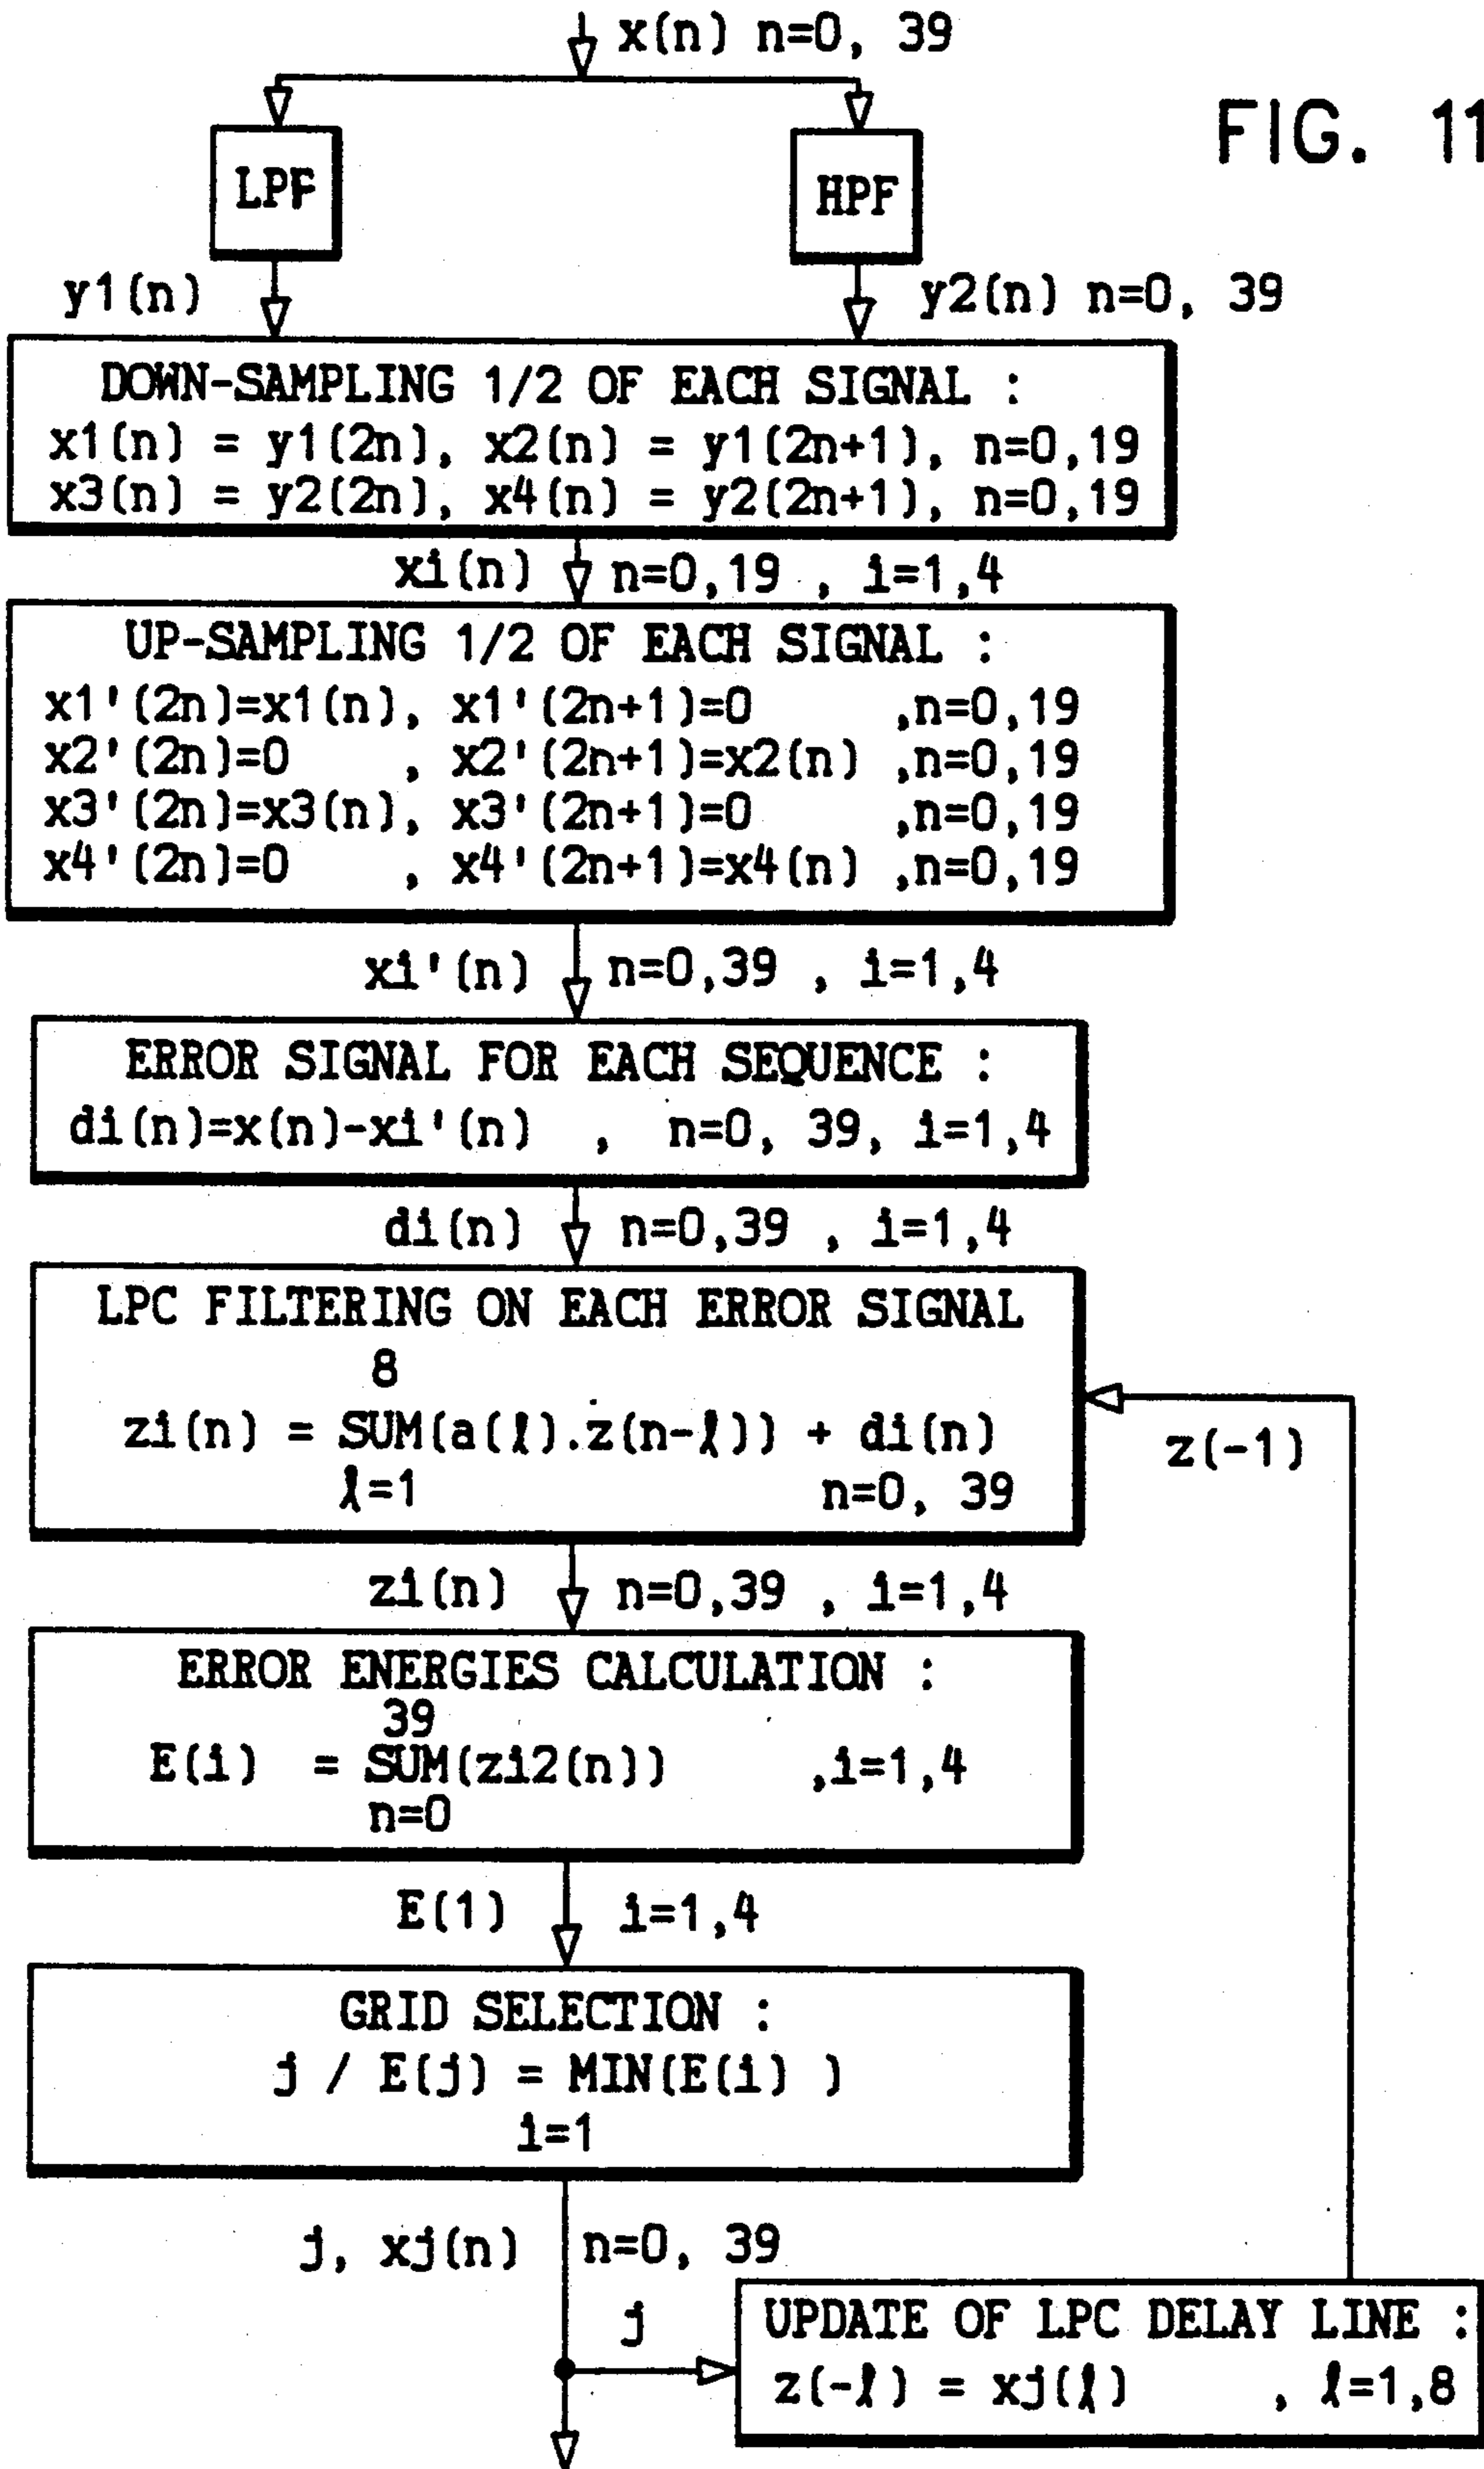 x(n) n=0, 39
FIG. 11
LPF
HPF
y1(n)
y2(n) n=0, 39
DOWN-SAMPLING 1/2 OF EACH SIGNAL :
x1(n) = y1(2n), x2(n) = y1(2n+1), n=0,19
x3(n) = y2(2n), x4(n) = y2(2n+1), n=0,19
xi(n) n=0,19 , i=1,4
UP-SAMPLING 1/2 OF EACH SIGNAL :
x1'(2n)=x1(n), x1'(2n+1)=0 ,n=0,19
x2'(2n)=0 , x2'(2n+1)=x2(n) ,n=0,19
x3'(2n)=x3(n), x3'(2n+1)=0 ,n=0,19
x4'(2n)=0 , x4'(2n+1)=x4(n) ,n=0,19
xi'(n) n=0,39 , i=1,4
ERROR SIGNAL FOR EACH SEQUENCE :
di(n)=x(n)-xi'(n) , n=0, 39, i=1,4
di(n) n=0,39 , i=1,4
LPC FILTERING ON EACH ERROR SIGNAL
8
zi(n) = SUM(a(ℓ).z(n-ℓ)) + di(n)
ℓ=1 n=0, 39
z(-1)
zi(n) n=0,39 , i=1,4
ERROR ENERGIES CALCULATION :
39
E(i) = SUM(zi2(n)) ,i=1,4
n=0
E(1) i=1,4
GRID SELECTION :
j / E(j) = MIN(E(i) )
i=1
j, xj(n) n=0, 39
j
UPDATE OF LPC DELAY LINE :
z(-ℓ) = xj(ℓ) , ℓ=1,8